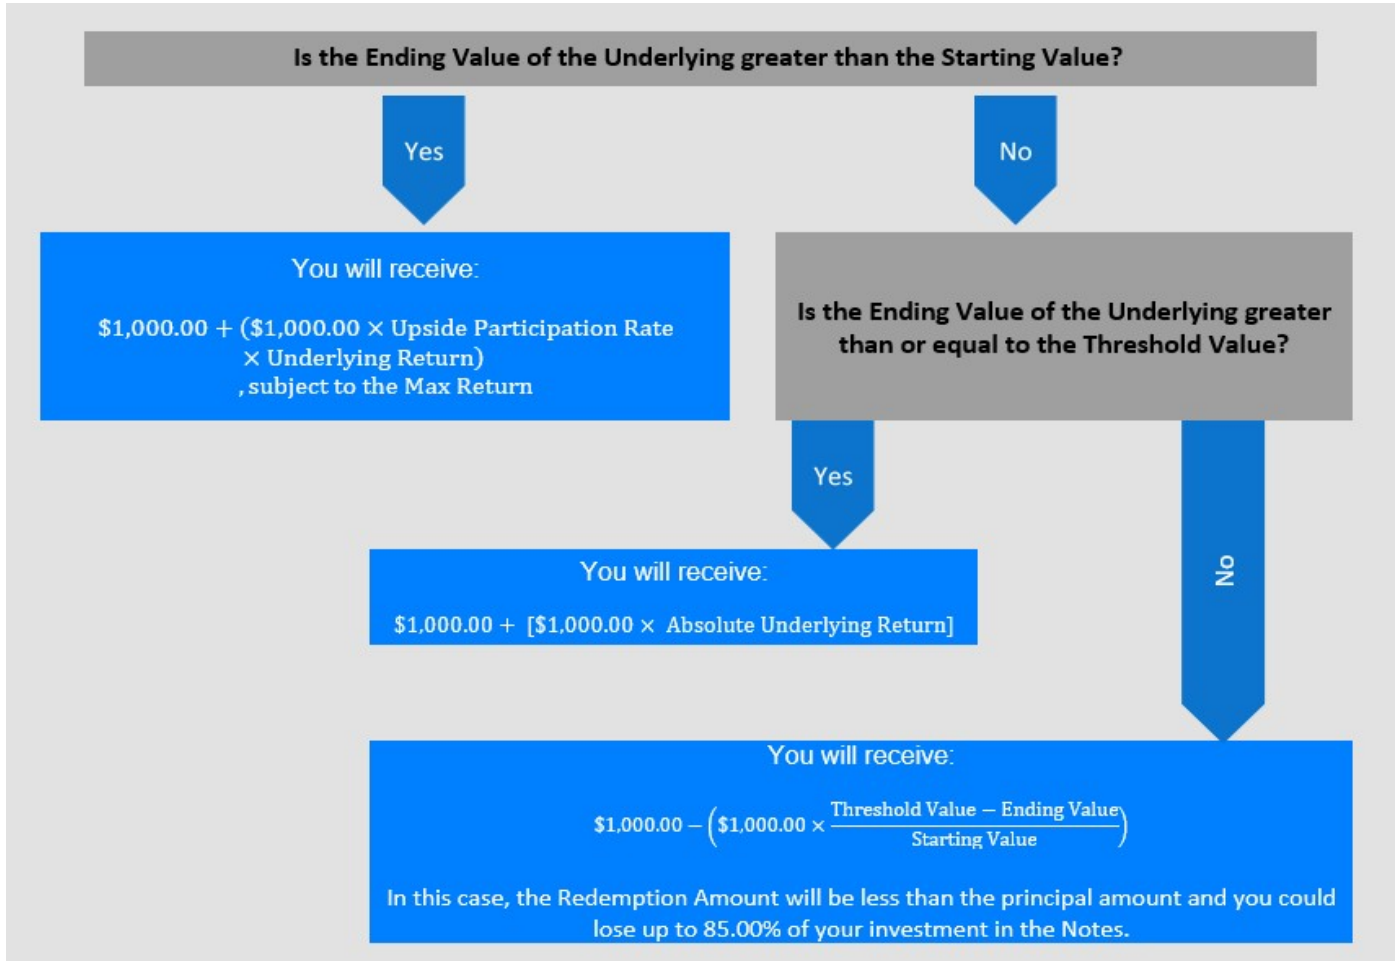 Is the Ending Value of the Underlying greater than the Starting Value?
Yes
No
You will receive:
$1,000.00 + ($1,000.00 × Upside Participation Rate
× Underlying Return)
, subject to the Max Return
Is the Ending Value of the Underlying greater
than or equal to the Threshold Value?
Yes
No
You will receive:
$1,000.00 + [$1,000.00 × Absolute Underlying Return]
You will receive:
$1,000.00 − ($1,000.00 × Threshold Value − Ending Value
Starting Value)
In this case, the Redemption Amount will be less than the principal amount and you could
lose up to 85.00% of your investment in the Notes.